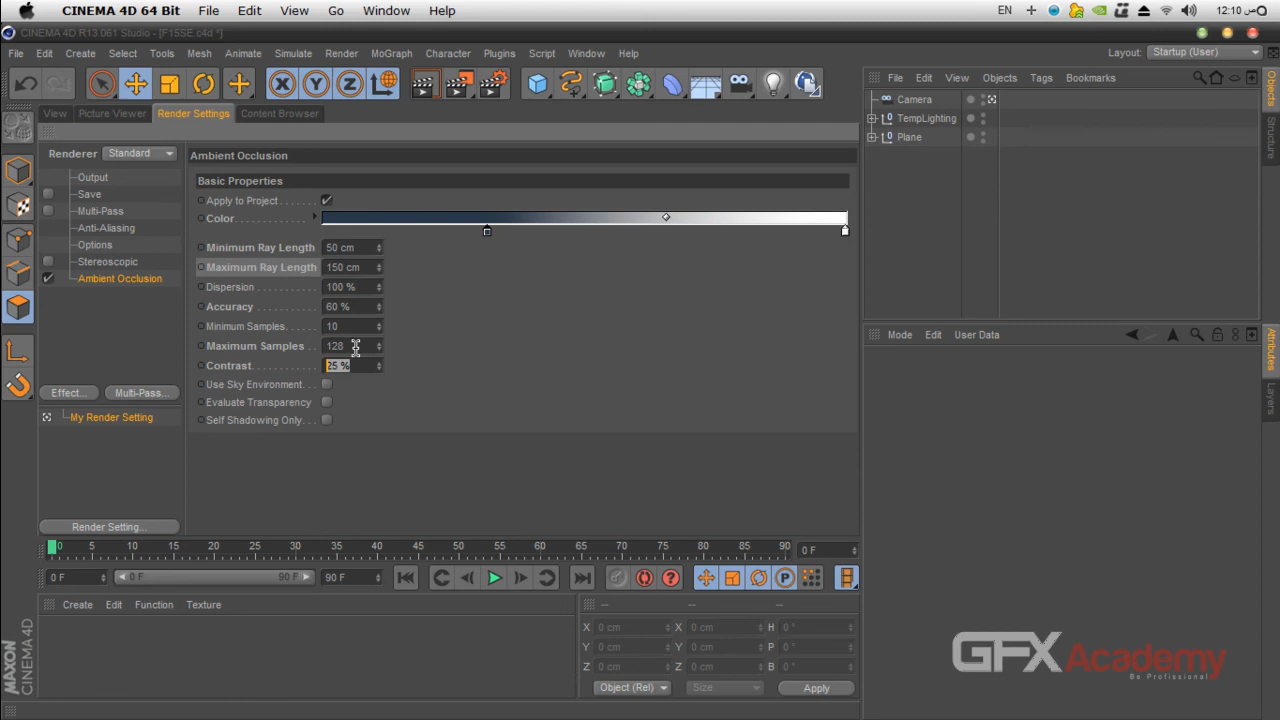 CINEMA 4D 64 Bit File Edit View Go Window Help EN 12:10 ص
CINEMA 4D R13.061 Studio - [F15SE.c4d *]
File Edit Create Select Tools Mesh Animate Simulate Render MoGraph Character Plugins Script Window Help Layout: Startup (User)
File Edit View Objects Tags Bookmarks
View Picture Viewer Render Settings Content Browser
Camera
TempLighting
Plane
Objects
Structure
Renderer Standard
Output
Save
Multi-Pass
Anti-Aliasing
Options
Stereoscopic
Ambient Occlusion
Effect... Multi-Pass...
My Render Setting
Render Setting...
Ambient Occlusion
Basic Properties
Apply to Project
Color
Minimum Ray Length 50 cm
Maximum Ray Length 150 cm
Dispersion 100 %
Accuracy 60 %
Minimum Samples 10
Maximum Samples 128
Contrast 25 %
Use Sky Environment
Evaluate Transparency
Self Shadowing Only
Mode Edit User Data
Attributes
Layers
0 5 10 15 20 25 30 35 40 45 50 55 60 65 70 75 80 85 90 0 F
0 F 0 F 90 F 90 F
Create Edit Function Texture
-- -- --
X 0 cm X 0 cm H 0 °
Y 0 cm Y 0 cm P 0 °
Z 0 cm Z 0 cm B 0 °
Object (Rel) Size Apply
MAXON
CINEMA 4D
GFXAcademy
Be Profissional